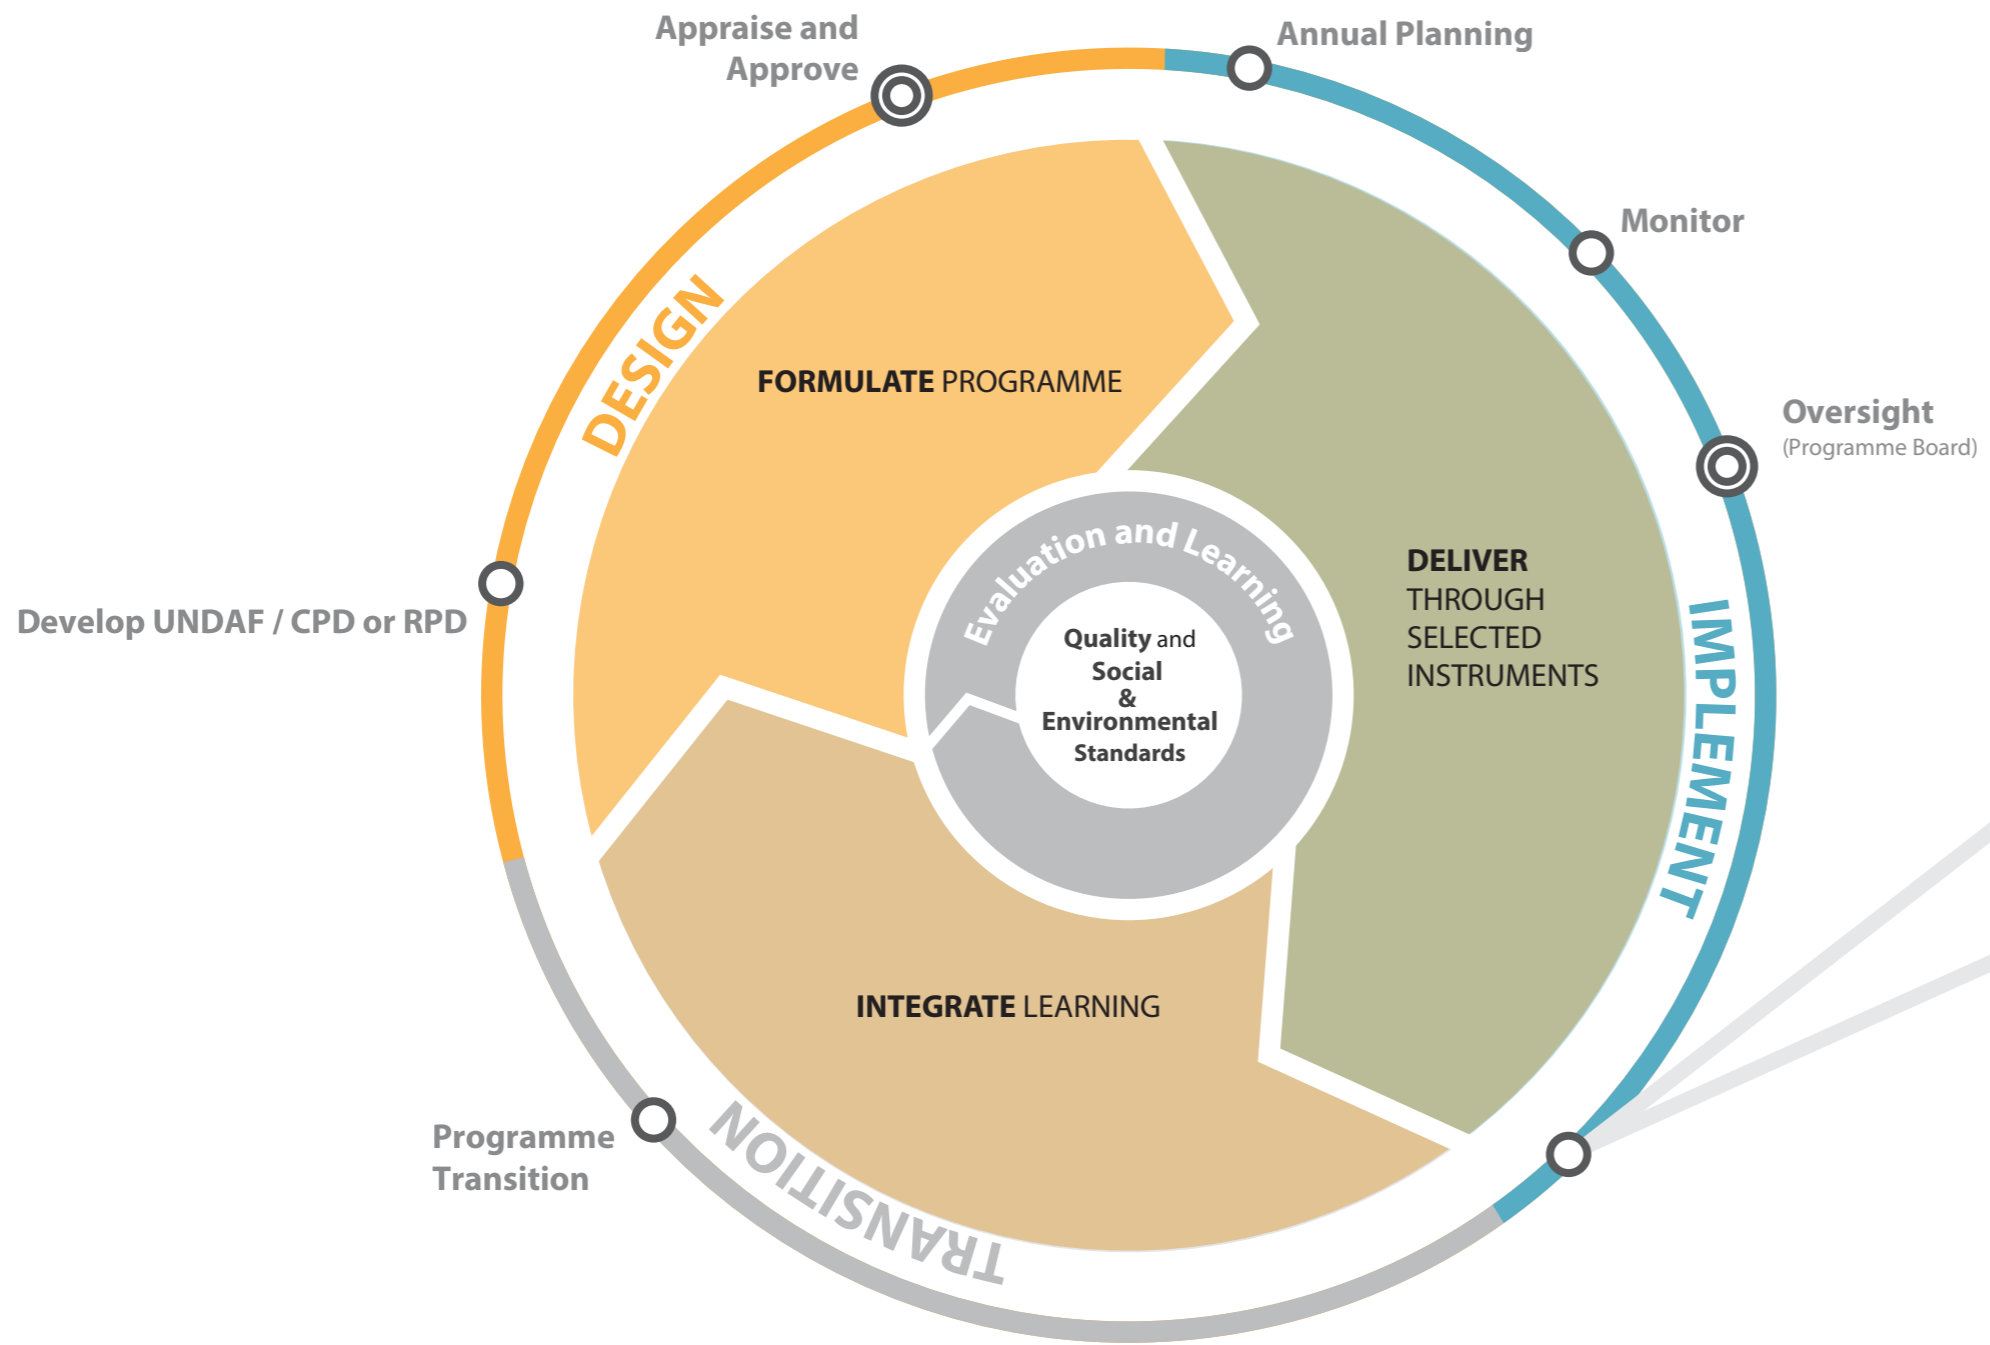 Appraise and
Approve
Annual Planning
Monitor
Oversight
(Programme Board)
DESIGN
FORMULATE PROGRAMME
Develop UNDAF / CPD or RPD
Evaluation and Learning
Quality and
Social
&
Environmental
Standards
DELIVER
THROUGH
SELECTED
INSTRUMENTS
IMPLEMENT
INTEGRATE LEARNING
Programme
Transition
TRANSITION